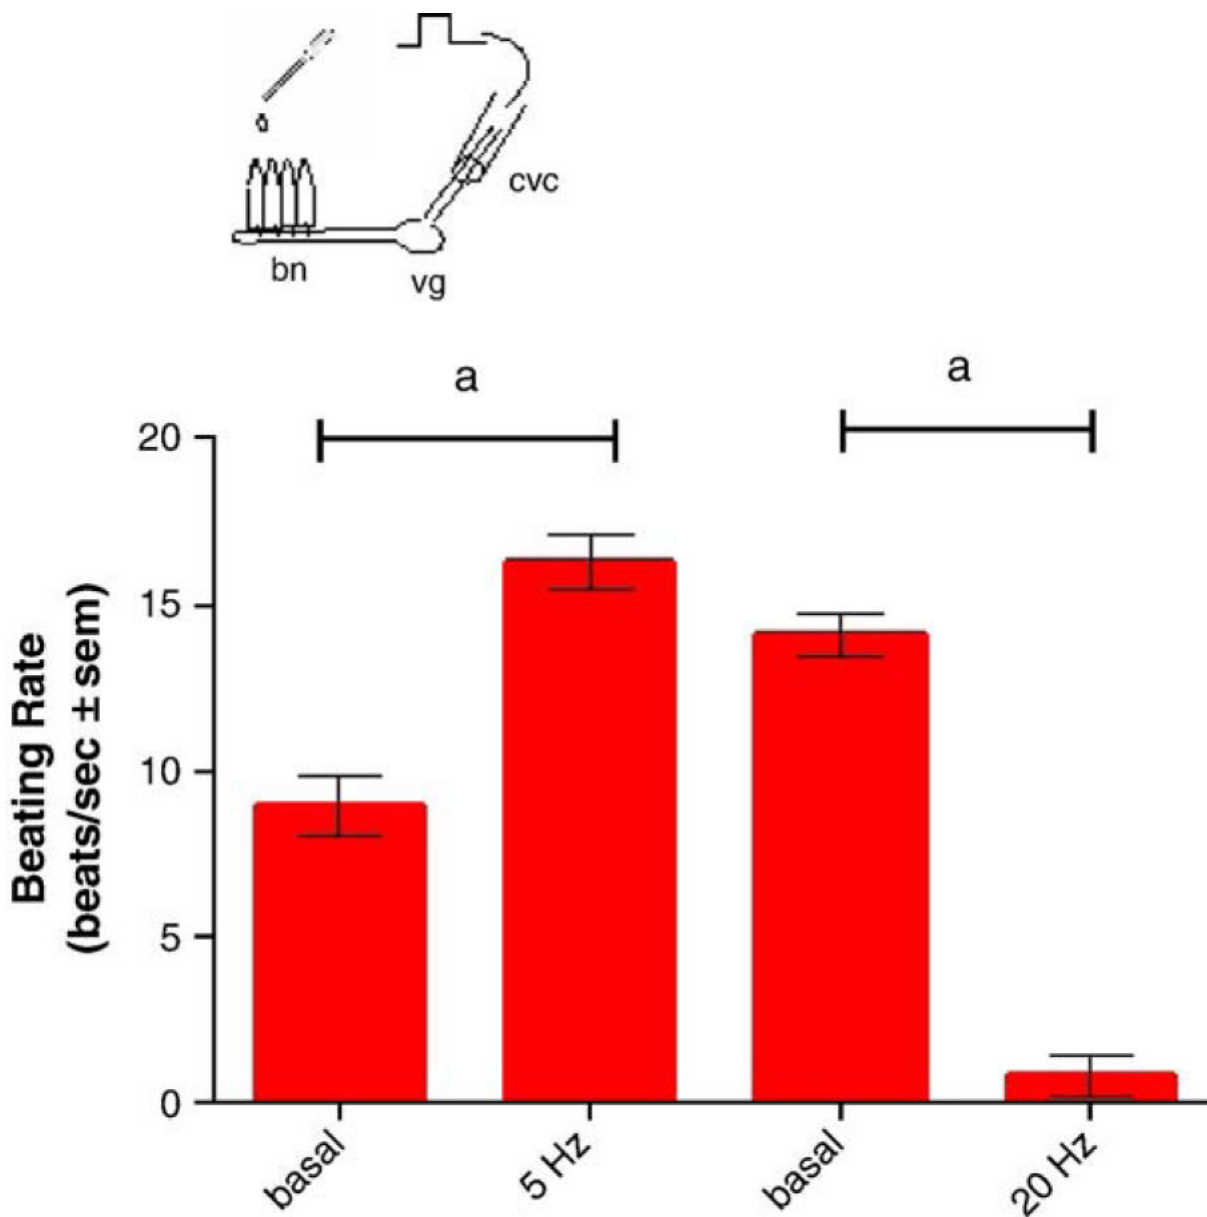 cvc
bn
vg
a
a
20
15
10
5
0
Beating Rate
(beats/sec ± sem)
basal
5 Hz
basal
20 Hz